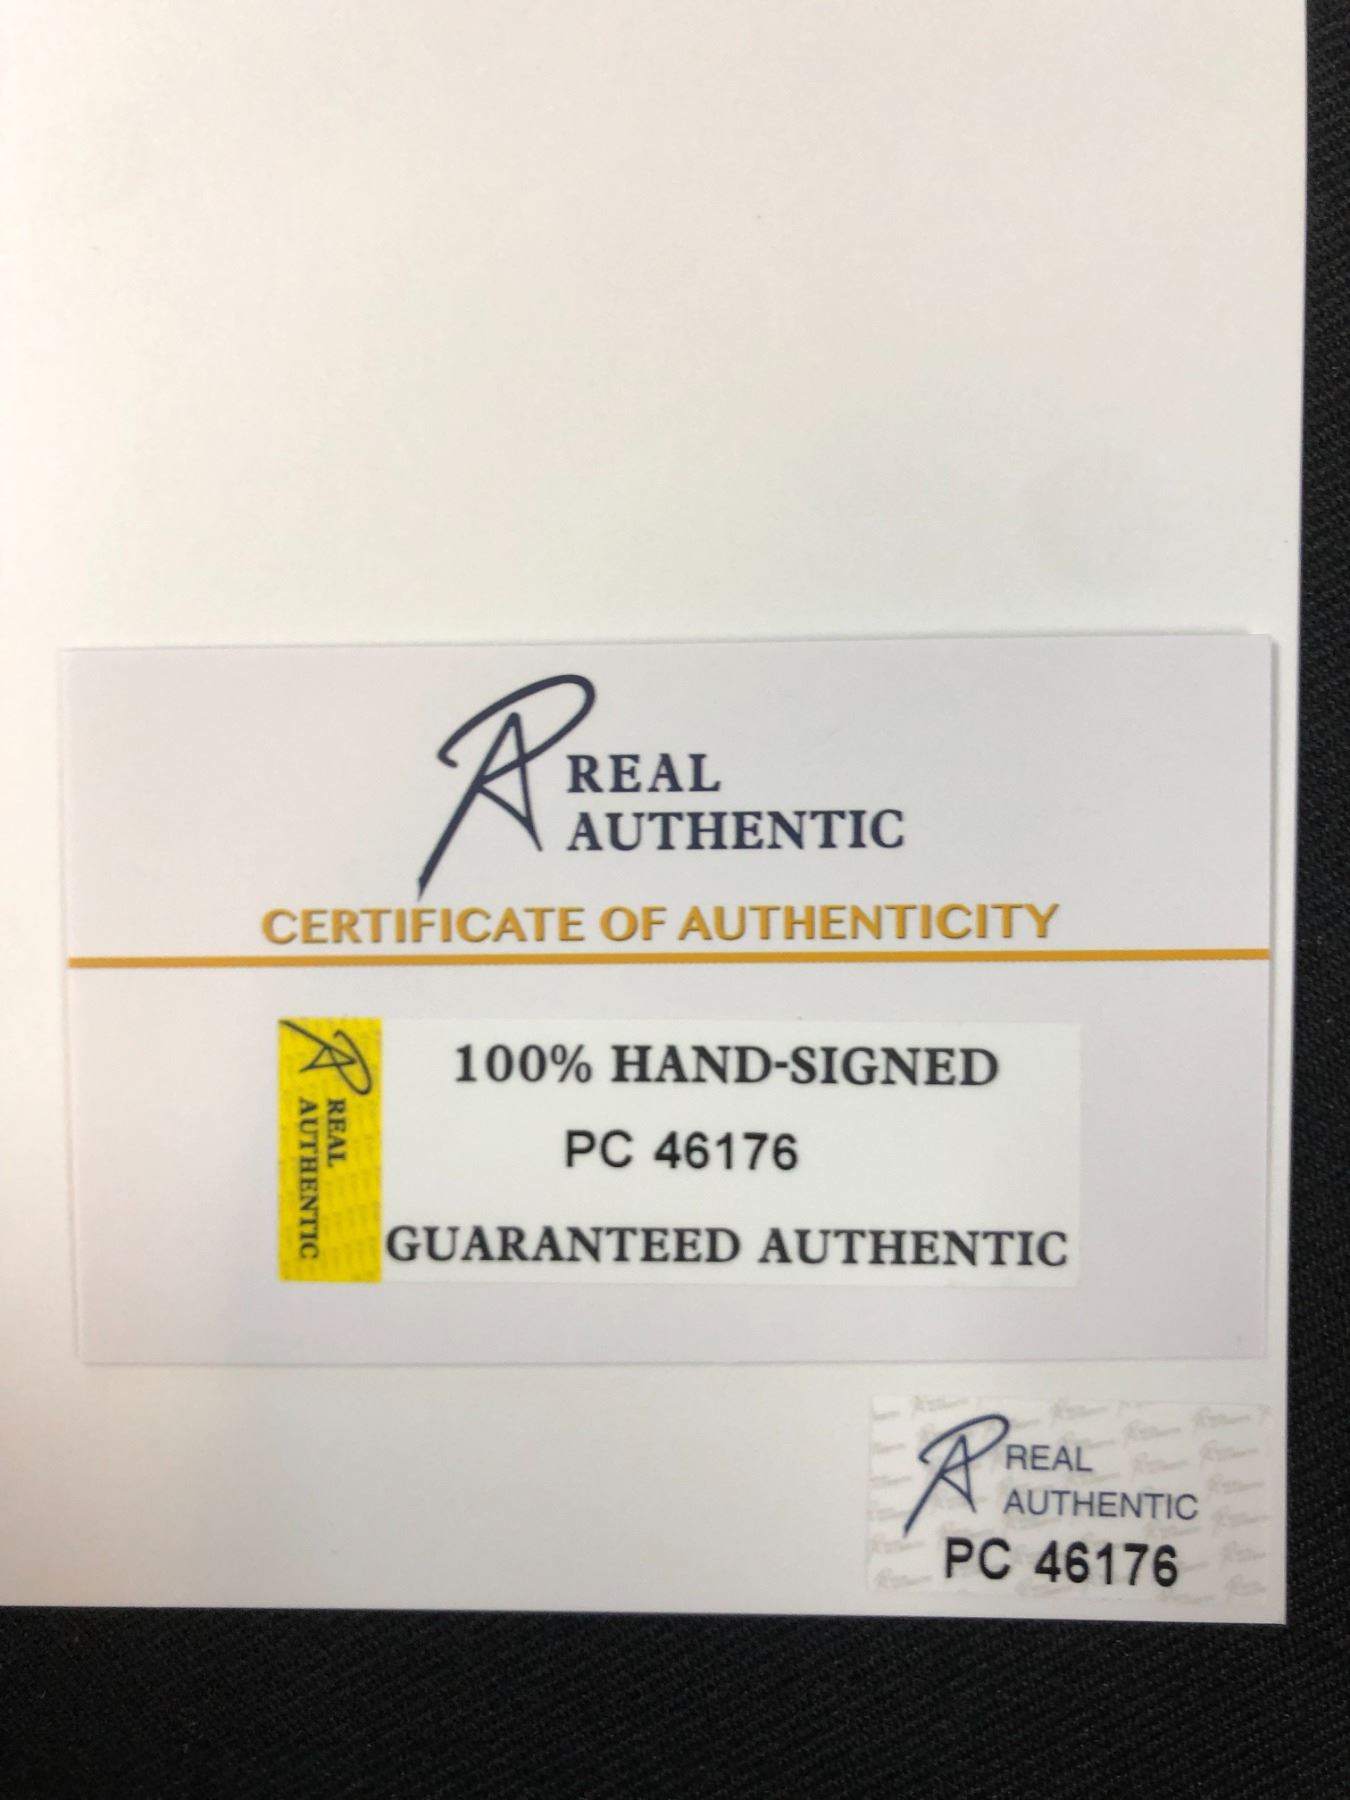 REAL
AUTHENTIC
CERTIFICATE OF AUTHENTICITY
REAL
AUTHENTIC
100% HAND-SIGNED
PC 46176
GUARANTEED AUTHENTIC
REAL
AUTHENTIC
PC 46176